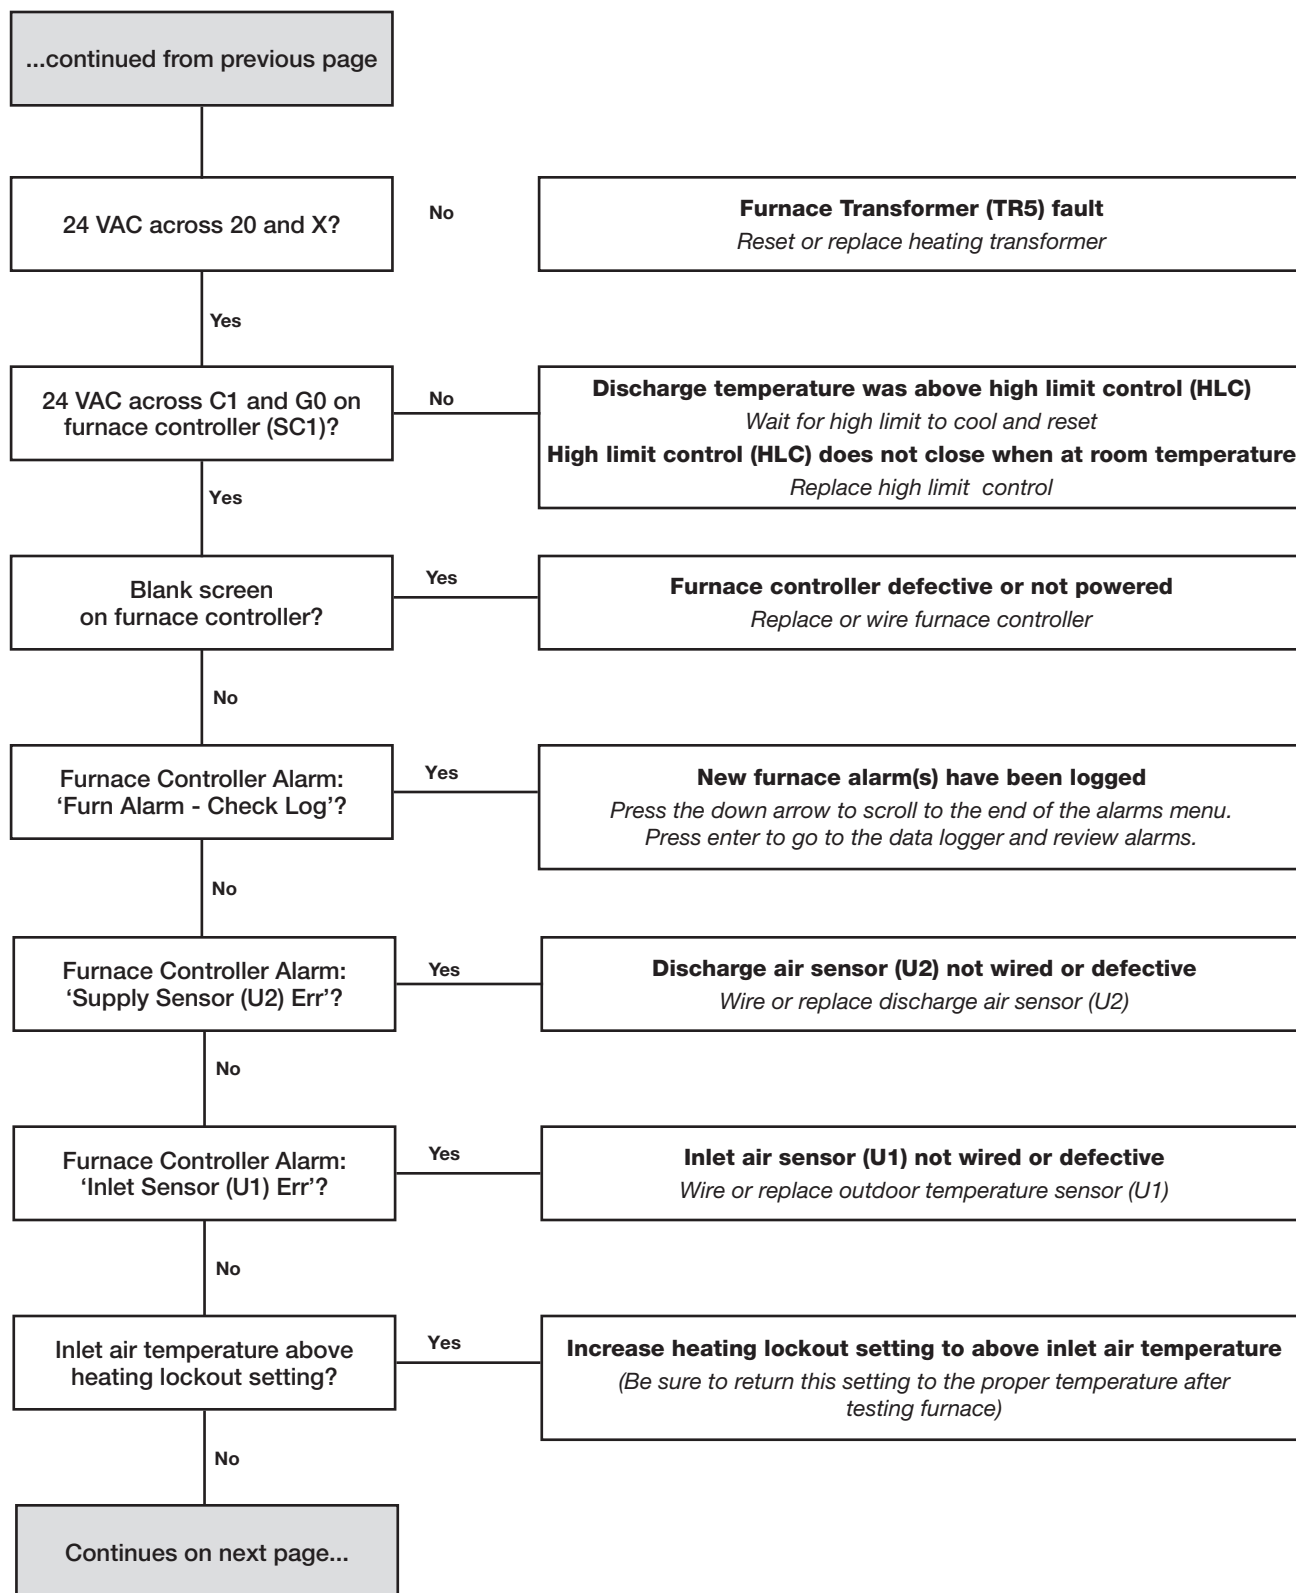 ...continued from previous page
24 VAC across 20 and X?
No
Furnace Transformer (TR5) fault
Reset or replace heating transformer
Yes
24 VAC across C1 and G0 on
furnace controller (SC1)?
No
Discharge temperature was above high limit control (HLC)
Wait for high limit to cool and reset
High limit control (HLC) does not close when at room temperature
Replace high limit control
Yes
Blank screen
on furnace controller?
Yes
Furnace controller defective or not powered
Replace or wire furnace controller
No
Furnace Controller Alarm:
‘Furn Alarm - Check Log’?
Yes
New furnace alarm(s) have been logged
Press the down arrow to scroll to the end of the alarms menu.
Press enter to go to the data logger and review alarms.
No
Furnace Controller Alarm:
‘Supply Sensor (U2) Err’?
Yes
Discharge air sensor (U2) not wired or defective
Wire or replace discharge air sensor (U2)
No
Furnace Controller Alarm:
‘Inlet Sensor (U1) Err’?
Yes
Inlet air sensor (U1) not wired or defective
Wire or replace outdoor temperature sensor (U1)
No
Inlet air temperature above
heating lockout setting?
Yes
Increase heating lockout setting to above inlet air temperature
(Be sure to return this setting to the proper temperature after
testing furnace)
No
Continues on next page...